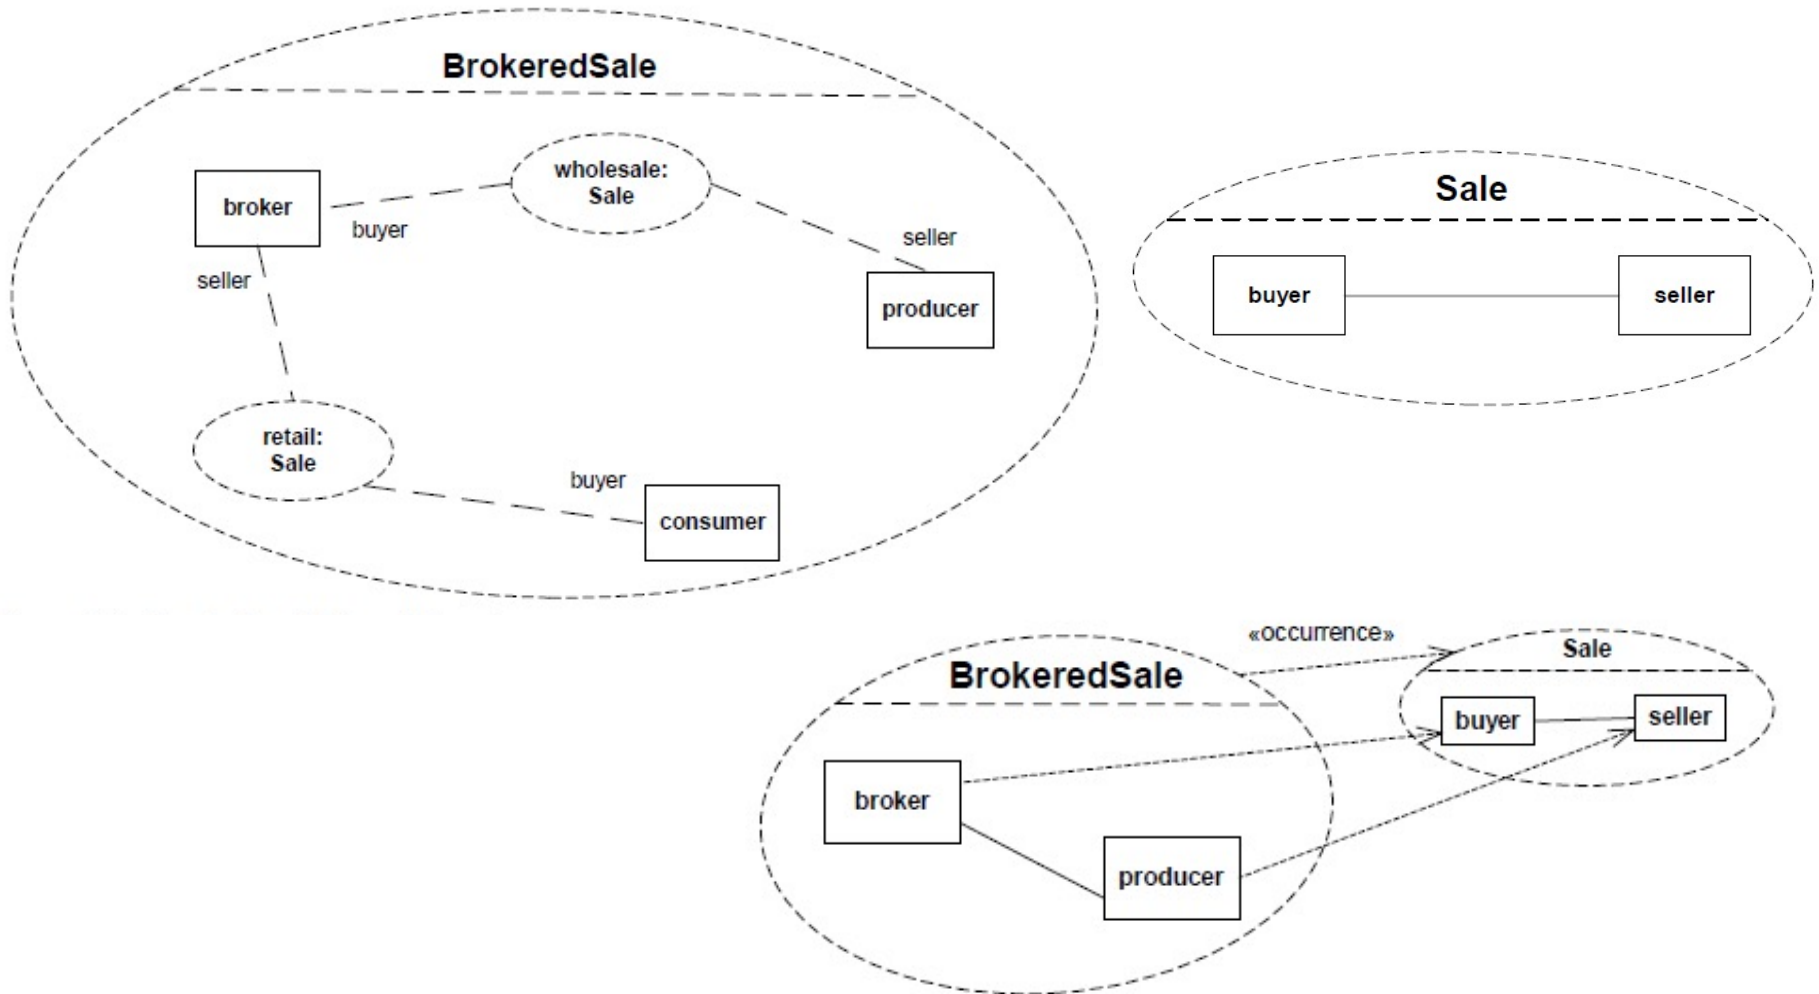 BrokeredSale
wholesale:
Sale
broker
buyer
seller
seller
producer
retail:
Sale
buyer
consumer
Sale
buyer
seller
«occurrence»
Sale
BrokeredSale
buyer
seller
broker
producer